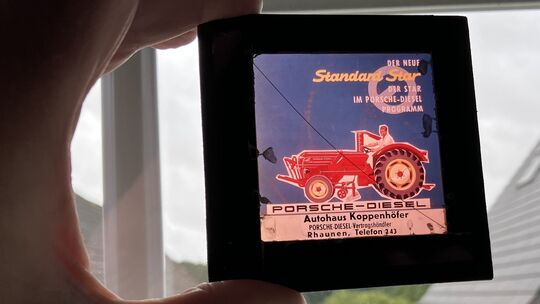 DER NEUE
Standard Star
DER STAR
IM PORSCHE-DIESEL
PROGRAMM
PORSCHE-DIESEL
Autohaus Koppenhöfer
PORSCHE-DIESEL-Vertragshändler
Rhaunen, Telefon 243